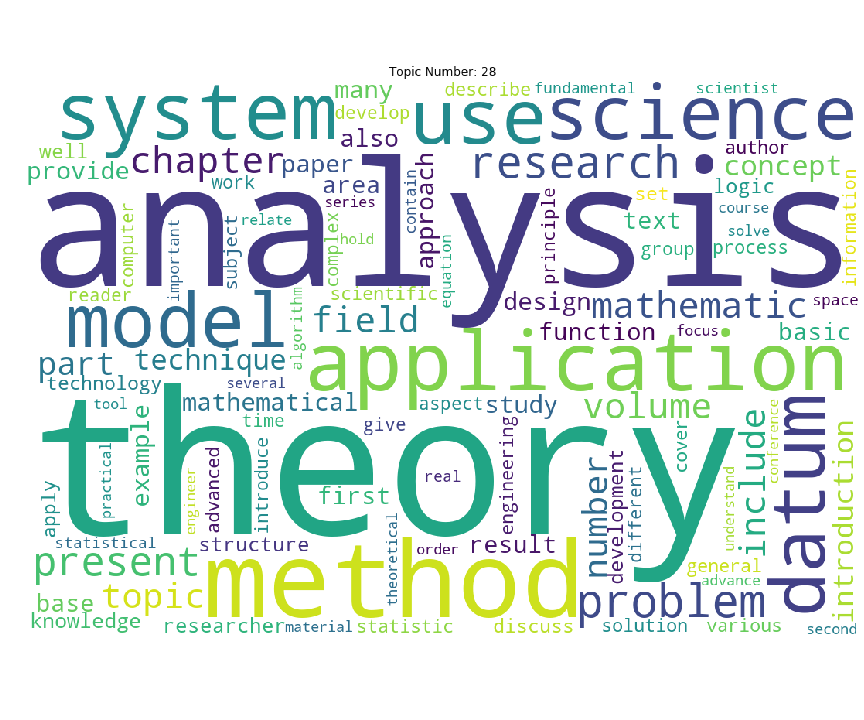 Topic Number: 28
system
many
develop
describe
fundamental
scientist
use
science
also
well
provide
chapter
paper
area
work
series
relate
approach
contain
research
author
concept
logic
set
course
text
solve
group
process
information
principle
analysis
computer
important
subject
complex
hold
equation
reader
scientific
algorithm
design
mathematic
space
model
field
function
focus
basic
part
technique
application
technology
several
tool
mathematical
aspect
study
volume
time
give
theory
example
practical
apply
engineer
advanced
introduce
first
real
engineering
number
development
different
cover
understand
include
conference
datum
introduction
statistical
structure
theoretical
order
result
general
advance
present
method
base
topic
problem
knowledge
researcher
material
statistic
discuss
solution
various
second